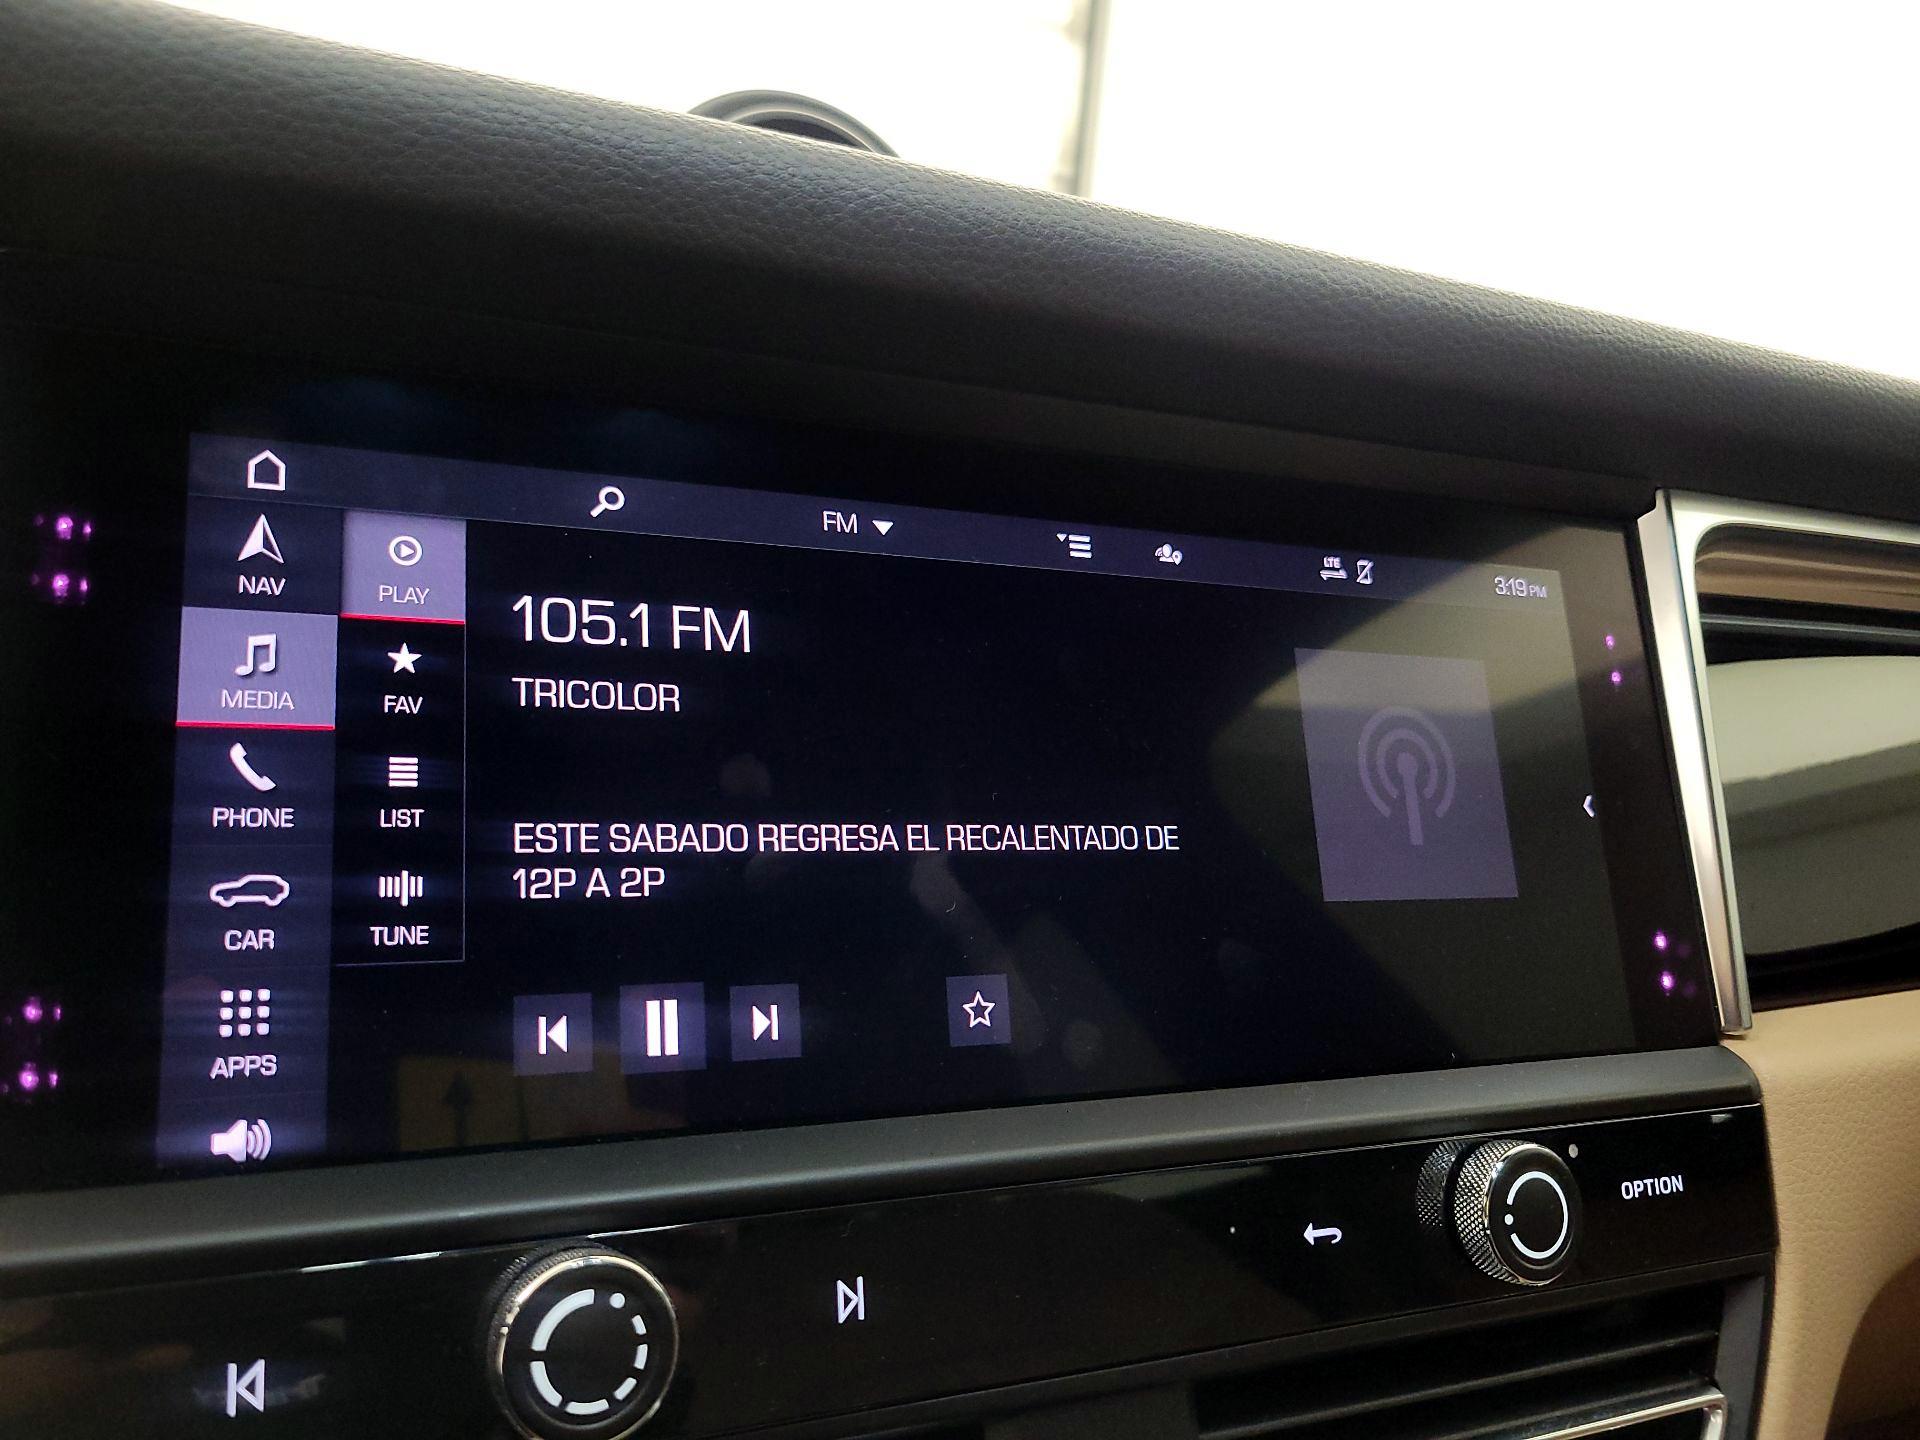 FM
LTE
3:19 PM
NAV
MEDIA
PHONE
CAR
APPS
PLAY
FAV
LIST
TUNE
105.1 FM
TRICOLOR
ESTE SABADO REGRESA EL RECALENTADO DE
12P A 2P
OPTION